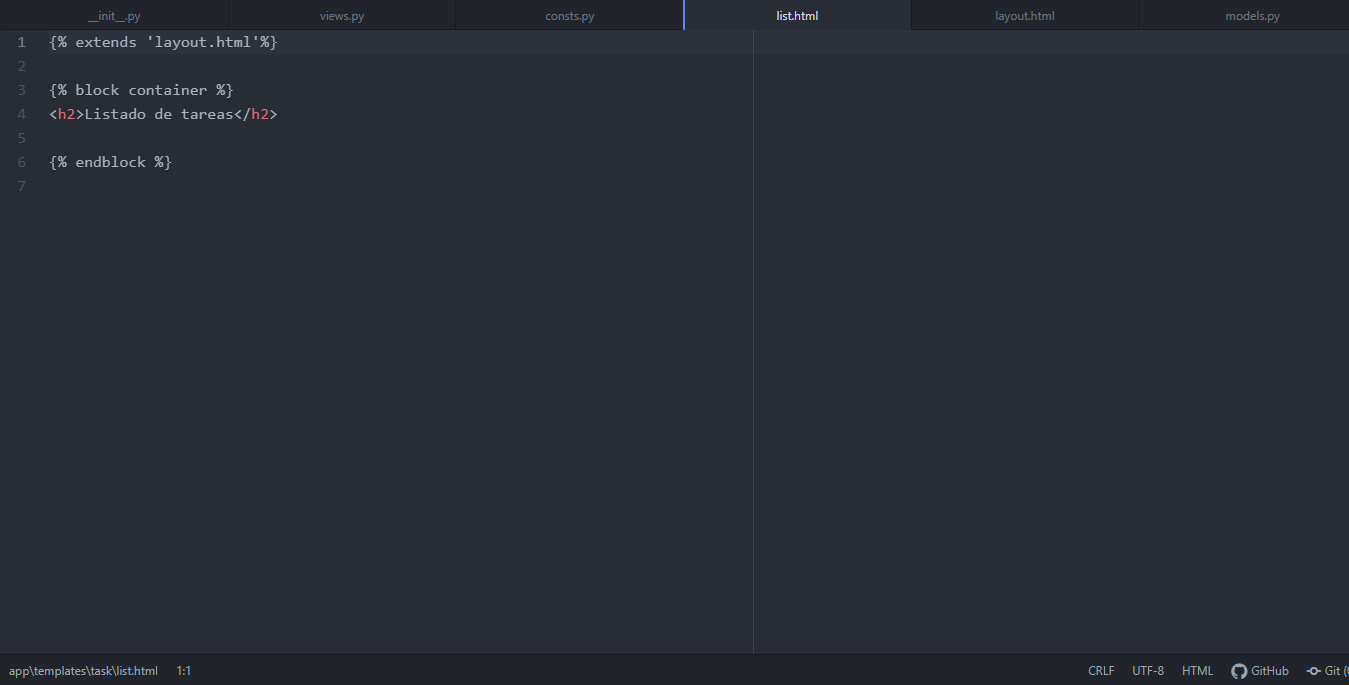 __init__.py views.py consts.py list.html layout.html models.py
1 {% extends 'layout.html'%}
2
3 {% block container %}
4 <h2>Listado de tareas</h2>
5
6 {% endblock %}
7
app\templates\task\list.html 1:1 CRLF UTF-8 HTML GitHub Git (